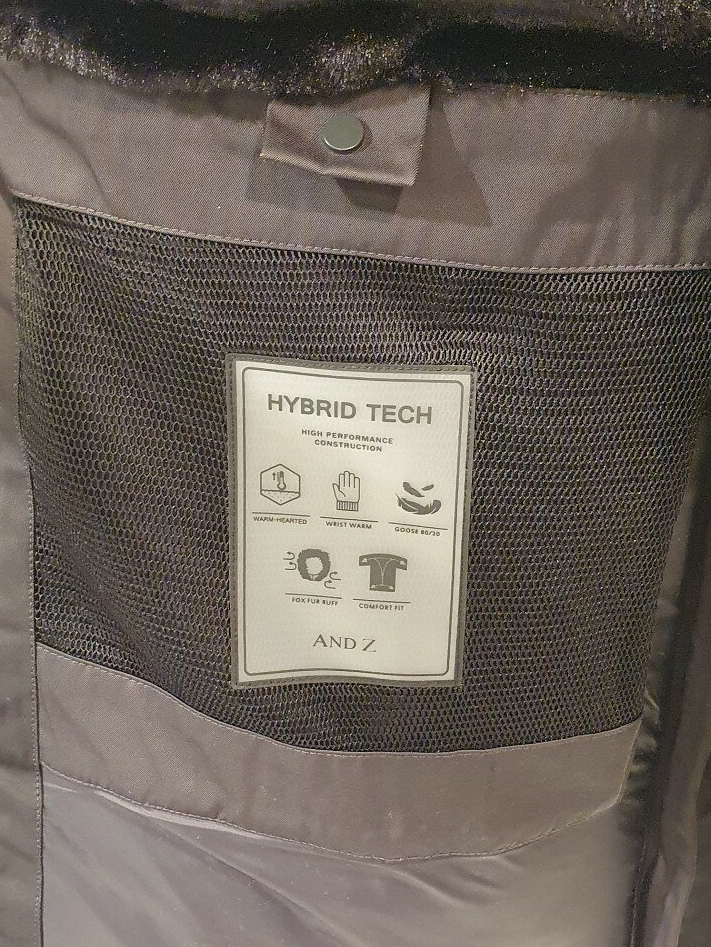 HYBRID TECH
HIGH PERFORMANCE
CONSTRUCTION
WARM-HEARTED
WRIST WARM
GOOSE 80/20
FOX FUR RUFF
COMFORT FIT
AND Z